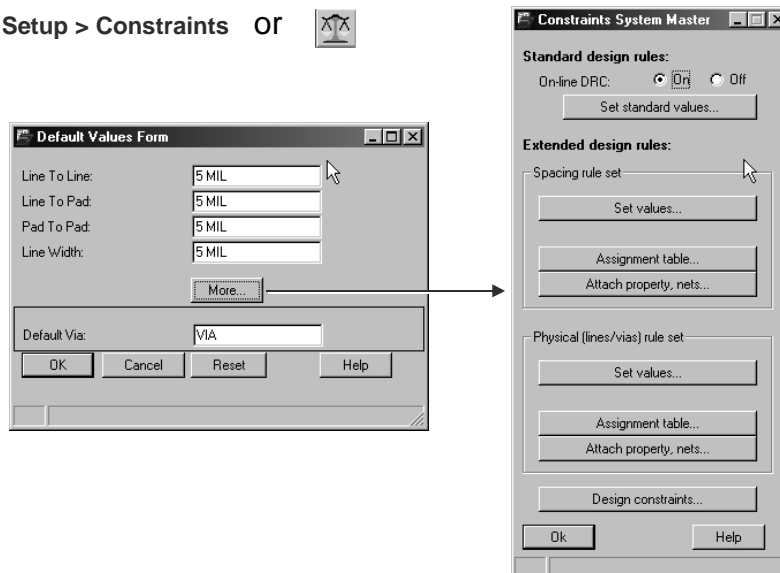 Setup > Constraints or
Default Values Form
Line To Line: 5 MIL
Line To Pad: 5 MIL
Pad To Pad: 5 MIL
Line Width: 5 MIL
More...
Default Via: VIA
OK Cancel Reset Help
Constraints System Master
Standard design rules:
On-line DRC: On Off
Set standard values...
Extended design rules:
Spacing rule set
Set values...
Assignment table...
Attach property, nets...
Physical (lines/vias) rule set
Set values...
Assignment table...
Attach property, nets...
Design constraints...
Ok Help